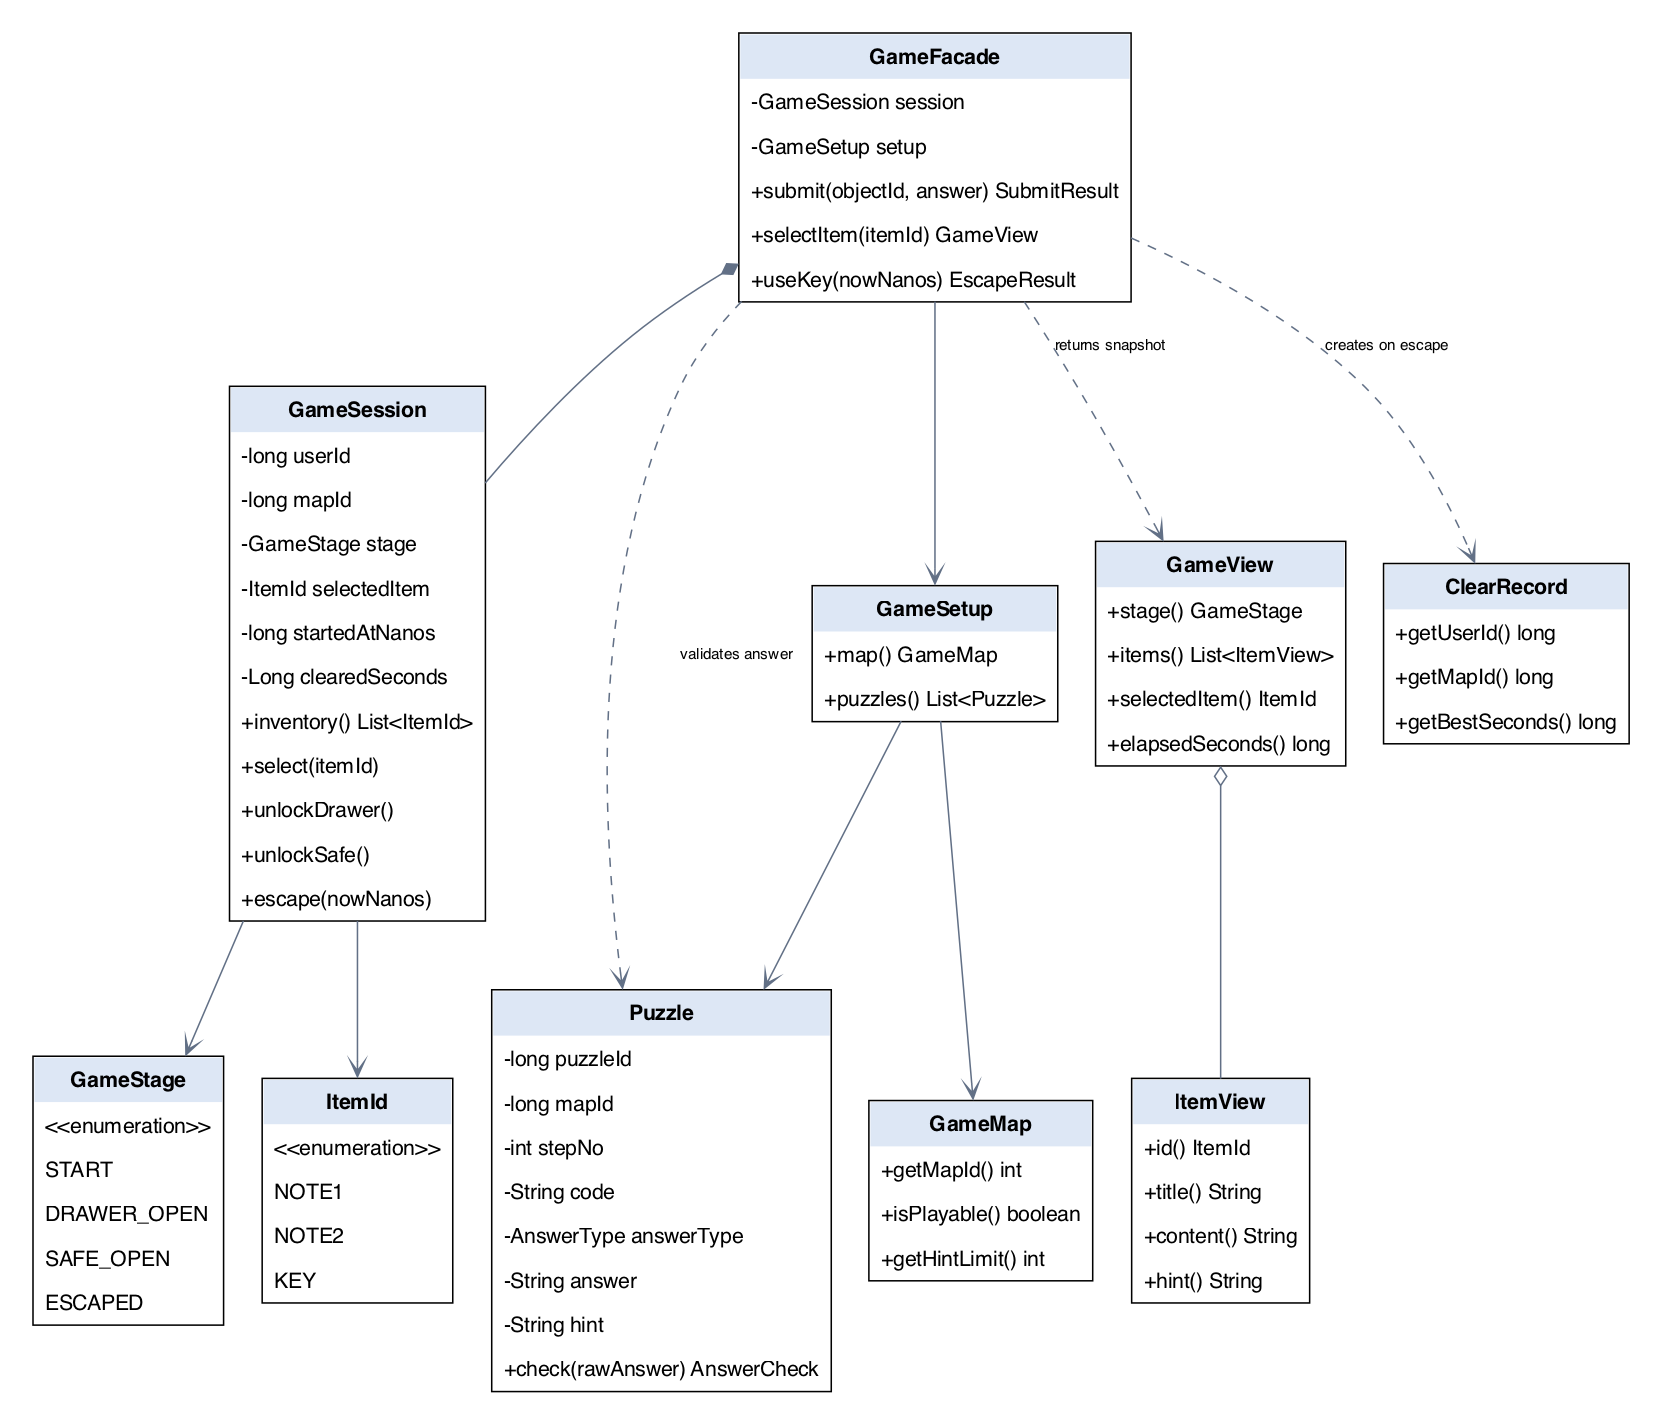 GameFacade
-GameSession session
-GameSetup setup
+submit(objectId, answer) SubmitResult
+selectItem(itemId) GameView
+useKey(nowNanos) EscapeResult
returns snapshot
creates on escape
GameSession
-long userId
-long mapId
-GameStage stage
-ItemId selectedItem
-long startedAtNanos
-Long clearedSeconds
+inventory() List<ItemId>
+select(itemId)
+unlockDrawer()
+unlockSafe()
+escape(nowNanos)
validates answer
GameSetup
+map() GameMap
+puzzles() List<Puzzle>
GameView
+stage() GameStage
+items() List<ItemView>
+selectedItem() ItemId
+elapsedSeconds() long
ClearRecord
+getUserId() long
+getMapId() long
+getBestSeconds() long
GameStage
<<enumeration>>
START
DRAWER_OPEN
SAFE_OPEN
ESCAPED
ItemId
<<enumeration>>
NOTE1
NOTE2
KEY
Puzzle
-long puzzleId
-long mapId
-int stepNo
-String code
-AnswerType answerType
-String answer
-String hint
+check(rawAnswer) AnswerCheck
GameMap
+getMapId() int
+isPlayable() boolean
+getHintLimit() int
ItemView
+id() ItemId
+title() String
+content() String
+hint() String